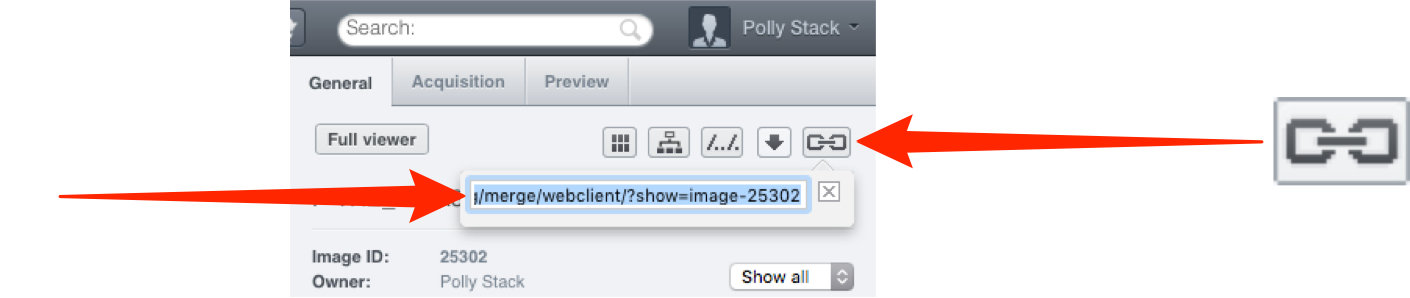 Search:
Polly Stack
General
Acquisition
Preview
Full viewer
/../.
/merge/webclient/?show=image-25302
Image ID:
25302
Owner:
Polly Stack
Show all